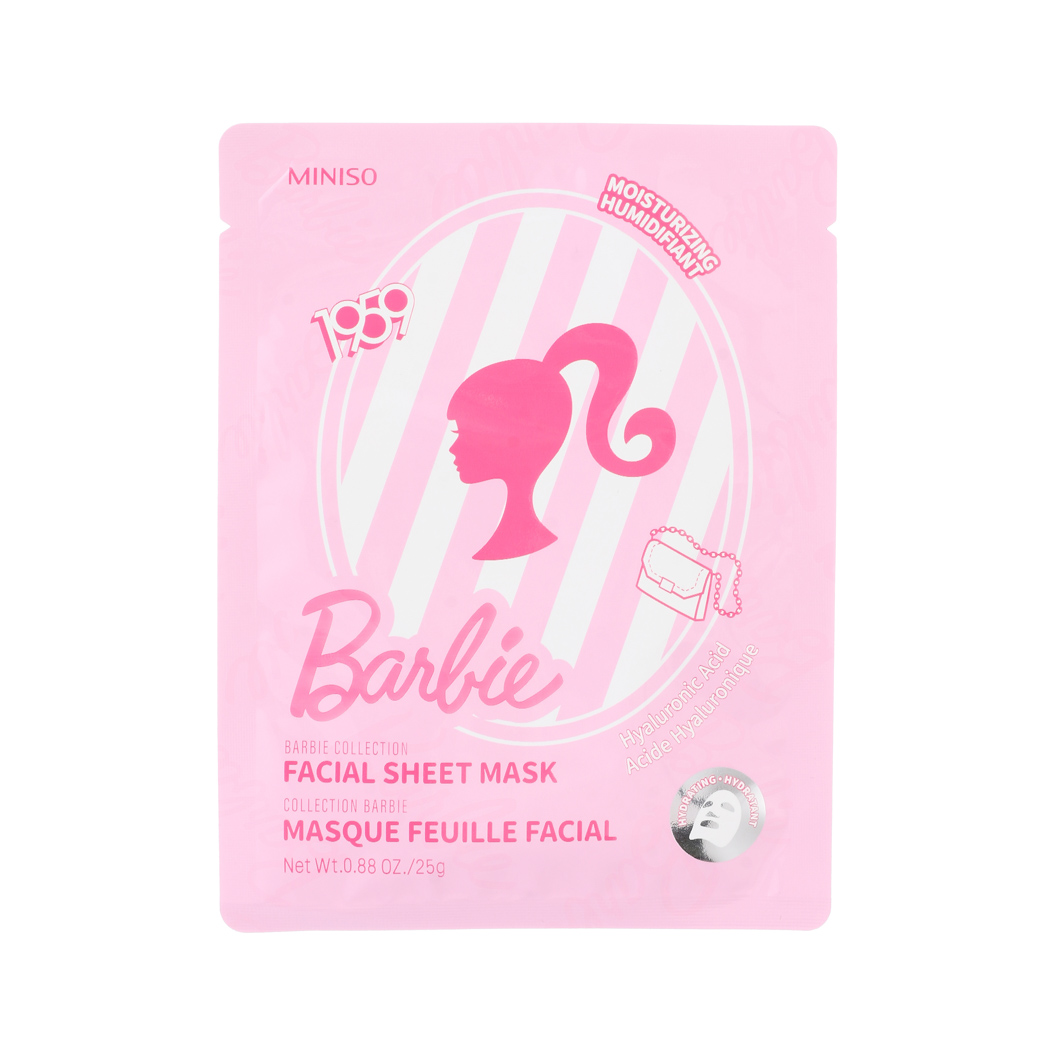 MINISO
MOISTURIZING
HUMIDIFIANT
1959
Barbie
Hyaluronic Acid
Acide Hyaluronique
BARBIE COLLECTION
FACIAL SHEET MASK
COLLECTION BARBIE
MASQUE FEUILLE FACIAL
Net Wt.0.88 OZ./25g
HYDRATING • HYDRATANT